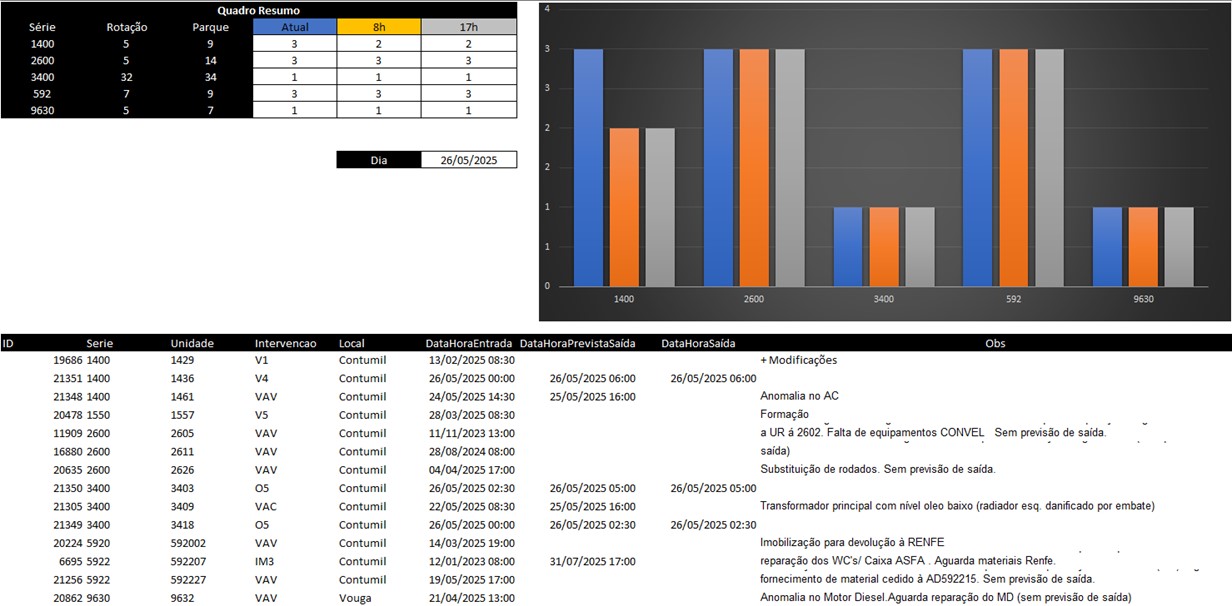 Quadro Resumo
Série Rotação Parque Atual 8h 17h
1400 5 9 3 2 2
2600 5 14 3 3 3
3400 32 34 1 1 1
592 7 9 3 3 3
9630 5 7 1 1 1
Dia 26/05/2025
4
3
3
2
2
1
1
0
1400 2600 3400 592 9630
ID Serie Unidade Intervencao Local DataHoraEntrada DataHoraPrevistaSaída DataHoraSaída Obs
19686 1400 1429 V1 Contumil 13/02/2025 08:30 + Modificações
21351 1400 1436 V4 Contumil 26/05/2025 00:00 26/05/2025 06:00 26/05/2025 06:00
21348 1400 1461 VAV Contumil 24/05/2025 14:30 25/05/2025 16:00 Anomalia no AC
20478 1550 1557 V5 Contumil 28/03/2025 08:30 Formação
11909 2600 2605 VAV Contumil 11/11/2023 13:00 a UR á 2602. Falta de equipamentos CONVEL Sem previsão de saída.
16880 2600 2611 VAV Contumil 28/08/2024 08:00 saída)
20635 2600 2626 VAV Contumil 04/04/2025 17:00 Substituição de rodados. Sem previsão de saída.
21350 3400 3403 O5 Contumil 26/05/2025 02:30 26/05/2025 05:00 26/05/2025 05:00
21305 3400 3409 VAC Contumil 22/05/2025 08:30 25/05/2025 16:00 Transformador principal com nível oleo baixo (radiador esq. danificado por embate)
21349 3400 3418 O5 Contumil 26/05/2025 00:00 26/05/2025 02:30 26/05/2025 02:30
20224 5920 592002 VAV Contumil 14/03/2025 19:00 Imobilização para devolução à RENFE
6695 5922 592207 IM3 Contumil 12/01/2023 08:00 31/07/2025 17:00 reparação dos WC's/ Caixa ASFA . Aguarda materiais Renfe.
21256 5922 592227 VAV Contumil 19/05/2025 17:00 fornecimento de material cedido à AD592215. Sem previsão de saída.
20862 9630 9632 VAV Vouga 21/04/2025 13:00 Anomalia no Motor Diesel.Aguarda reparação do MD (sem previsão de saída)